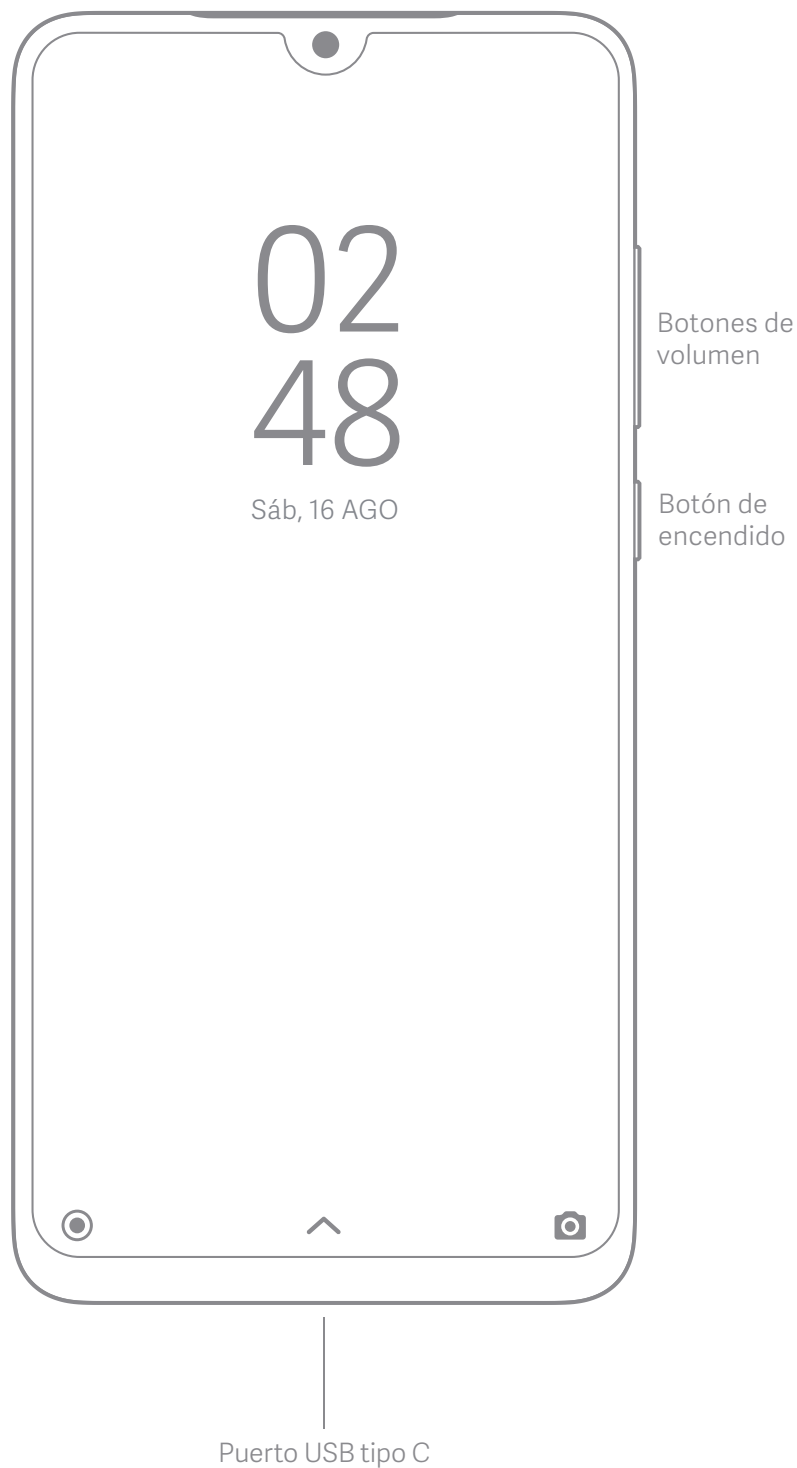 02
48
Sáb, 16 AGO
Botones de
volumen
Botón de
encendido
Puerto USB tipo C